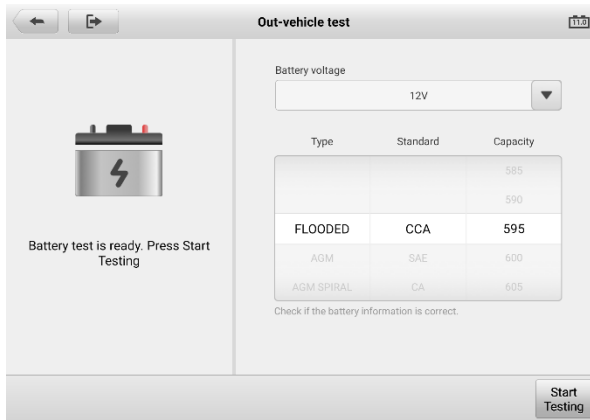 Out-vehicle test
11.0
Battery voltage
12V
Type Standard Capacity
585
590
FLOODED CCA 595
AGM SAE 600
AGM SPIRAL CA 605
Check if the battery information is correct.
Battery test is ready. Press Start
Testing
Start
Testing